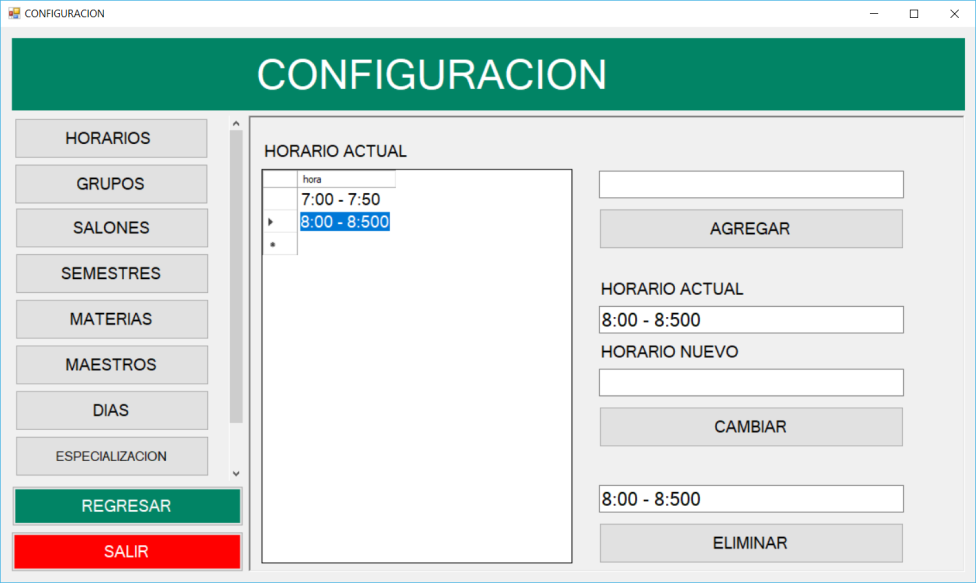 CONFIGURACION
CONFIGURACION
HORARIOS
GRUPOS
SALONES
SEMESTRES
MATERIAS
MAESTROS
DIAS
ESPECIALIZACION
REGRESAR
SALIR
HORARIO ACTUAL
hora
7:00 - 7:50
8:00 - 8:500
AGREGAR
HORARIO ACTUAL
8:00 - 8:500
HORARIO NUEVO
CAMBIAR
8:00 - 8:500
ELIMINAR